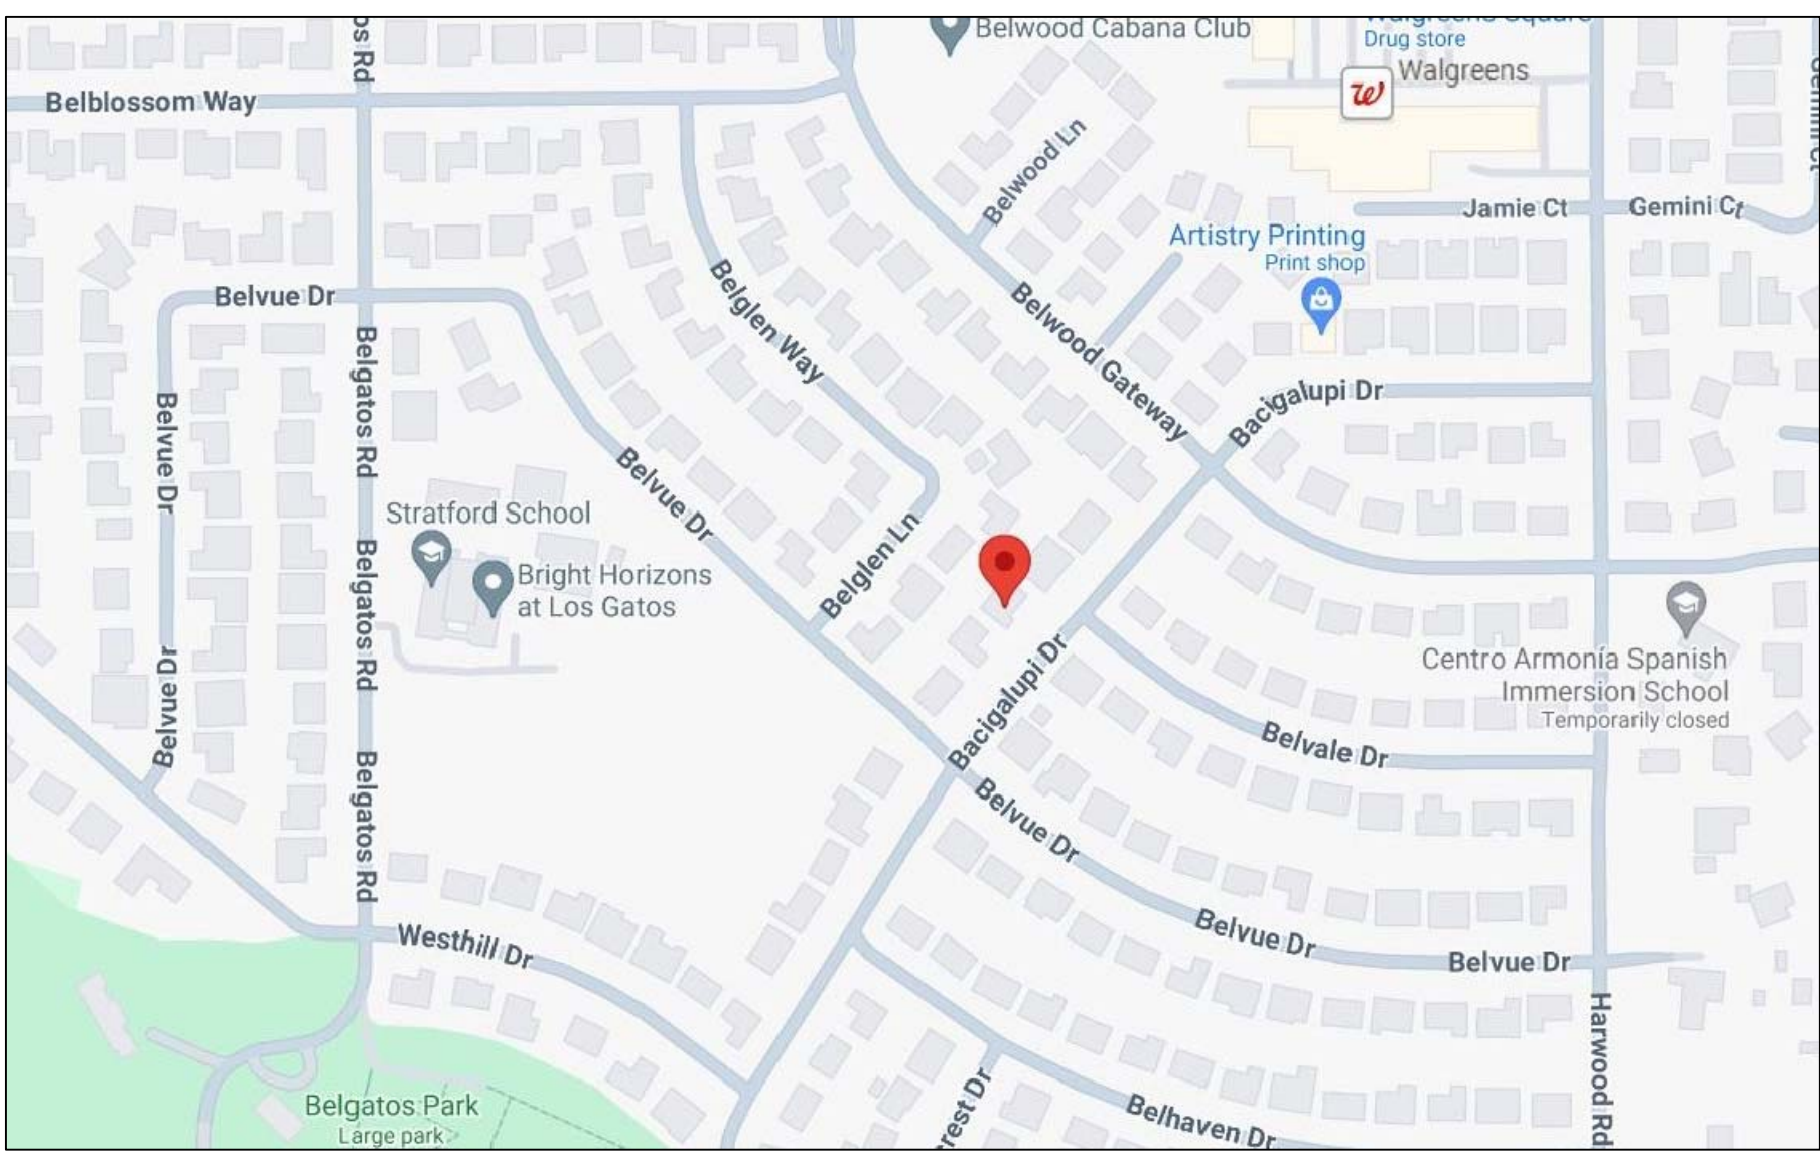 Belwood Cabana Club
Walgreens Square
Drug store
Walgreens
Belblossom Way
Belwood Ln
Jamie Ct
Gemini Ct
Artistry Printing
Print shop
Belvue Dr
Belglen Way
Belwood Gateway
Belgatos Rd
Bacigalupi Dr
Belvue Dr
Belvue Dr
Stratford School
Belglen Ln
Bright Horizons
at Los Gatos
Belgatos Rd
Belvue Dr
Bacigalupi Dr
Centro Armonía Spanish
Immersion School
Temporarily closed
Belvale Dr
Belgatos Rd
Belvue Dr
Westhill Dr
Belvue Dr
Belvue Dr
Harwood Rd
Belgatos Park
Large park
Belhaven Dr